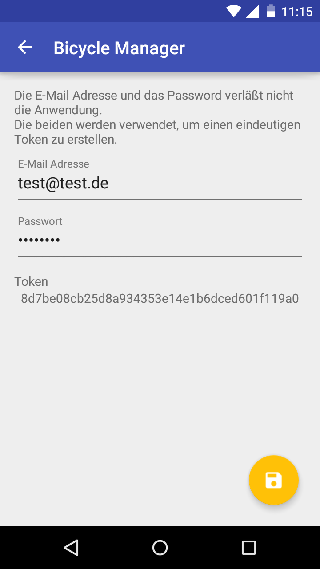 11:15
Bicycle Manager
Die E-Mail Adresse und das Password verläßt nicht
die Anwendung.
Die beiden werden verwendet, um einen eindeutigen
Token zu erstellen.
E-Mail Adresse
test@test.de
Passwort
••••••••
Token
8d7be08cb25d8a934353e14e1b6dced601f119a0